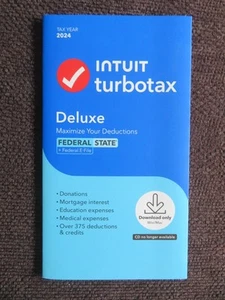 TAX YEAR
2024
INTUIT
turbotax
Deluxe
Maximize Your Deductions
FEDERAL STATE
+ Federal E-File
• Donations
• Mortgage interest
• Education expenses
• Medical expenses
• Over 375 deductions
& credits
Download only
CD no longer available